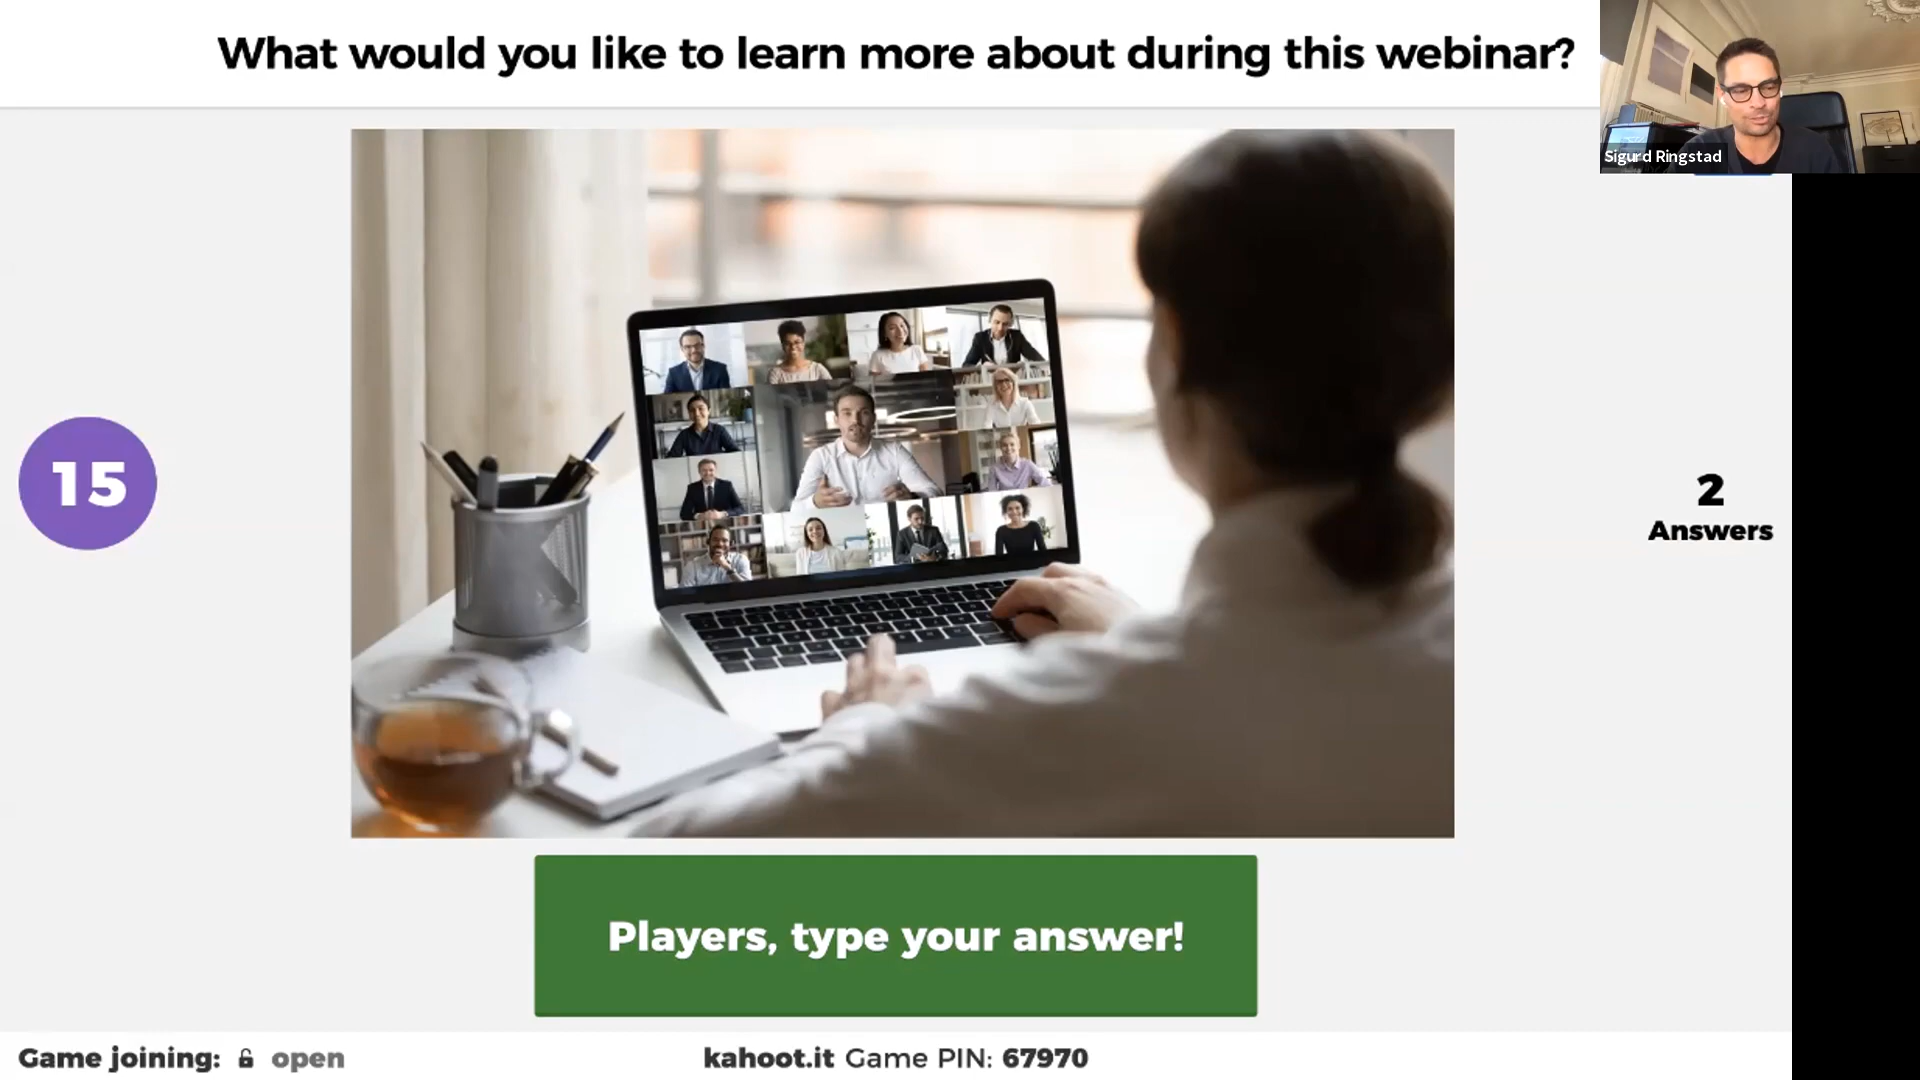 What would you like to learn more about during this webinar?
Sigurd Ringstad
15
2
Answers
Players, type your answer!
Game joining: open
kahoot.it Game PIN: 67970